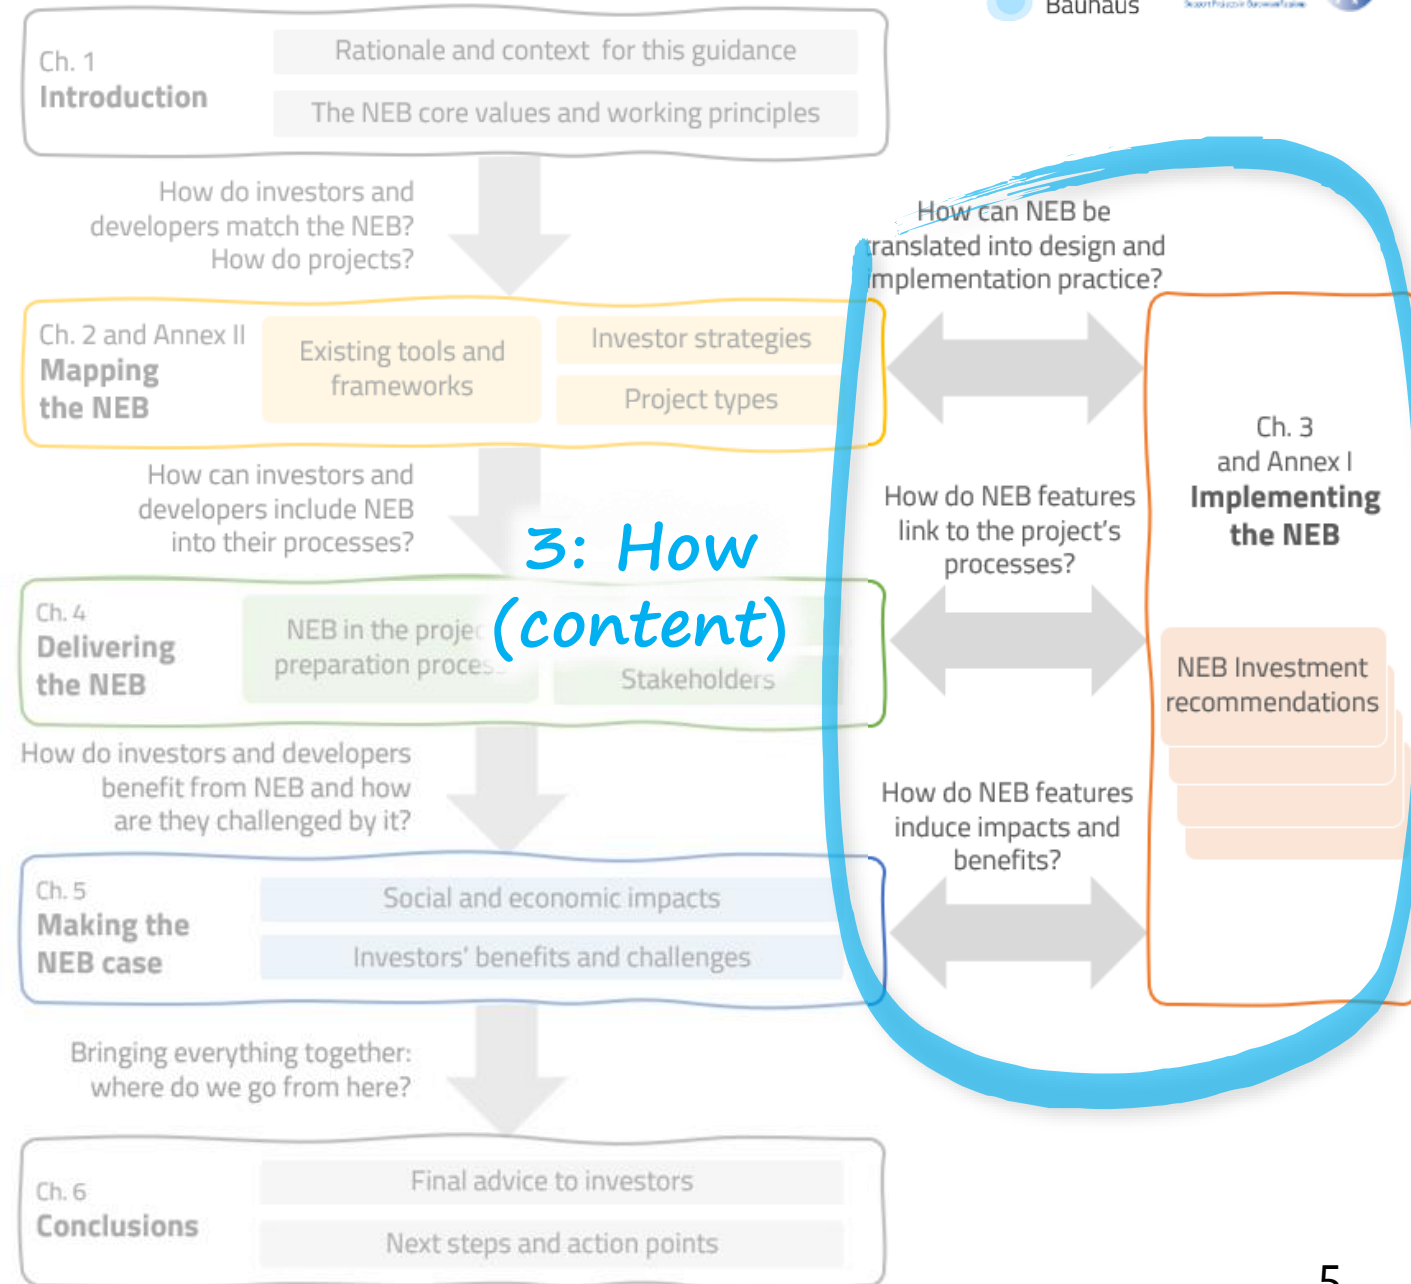 Bauhaus
Support Projects in European Regions
Ch. 1
Introduction
Rationale and context for this guidance
The NEB core values and working principles
How do investors and
developers match the NEB?
How do projects?
Ch. 2 and Annex II
Mapping
the NEB
Existing tools and
frameworks
Investor strategies
Project types
How can investors and
developers include NEB
into their processes?
3: How
(content)
Ch. 4
Delivering
the NEB
NEB in the projec
preparation proces
Stakeholders
How do investors and developers
benefit from NEB and how
are they challenged by it?
Ch. 5
Making the
NEB case
Social and economic impacts
Investors' benefits and challenges
Bringing everything together:
where do we go from here?
Ch. 6
Conclusions
Final advice to investors
Next steps and action points
How can NEB be
translated into design and
implementation practice?
How do NEB features
link to the project's
processes?
How do NEB features
induce impacts and
benefits?
Ch. 3
and Annex I
Implementing
the NEB
NEB Investment
recommendations
5